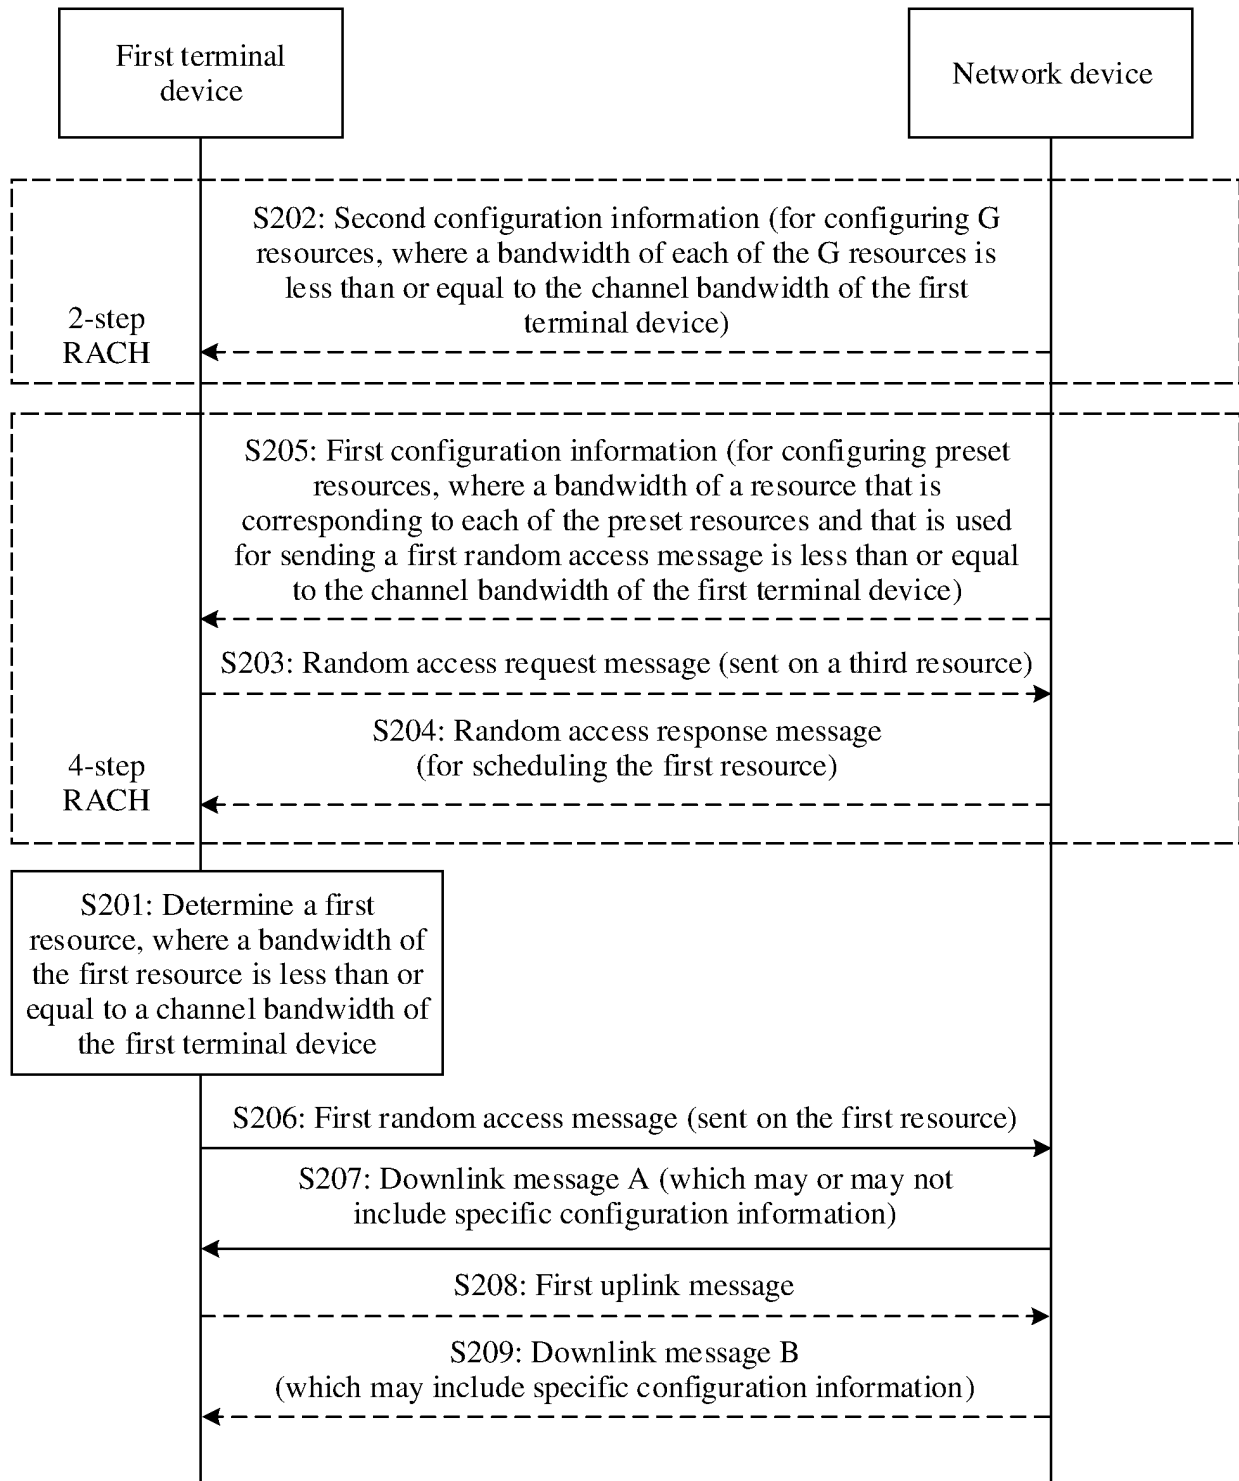 First terminal
device
Network device
S202: Second configuration information (for configuring G
resources, where a bandwidth of each of the G resources is
less than or equal to the channel bandwidth of the first
terminal device)
2-step
RACH
S205: First configuration information (for configuring preset
resources, where a bandwidth of a resource that is
corresponding to each of the preset resources and that is used
for sending a first random access message is less than or equal
to the channel bandwidth of the first terminal device)
S203: Random access request message (sent on a third resource)
S204: Random access response message
(for scheduling the first resource)
4-step
RACH
S201: Determine a first
resource, where a bandwidth of
the first resource is less than or
equal to a channel bandwidth of
the first terminal device
S206: First random access message (sent on the first resource)
S207: Downlink message A (which may or may not
include specific configuration information)
S208: First uplink message
S209: Downlink message B
(which may include specific configuration information)